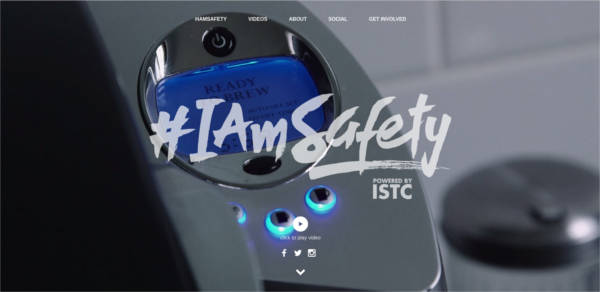 IAMSAFETY
VIDEOS
ABOUT
SOCIAL
GET INVOLVED
READY
BREW
#IAmSafety
POWERED BY
ISTC
click to play video